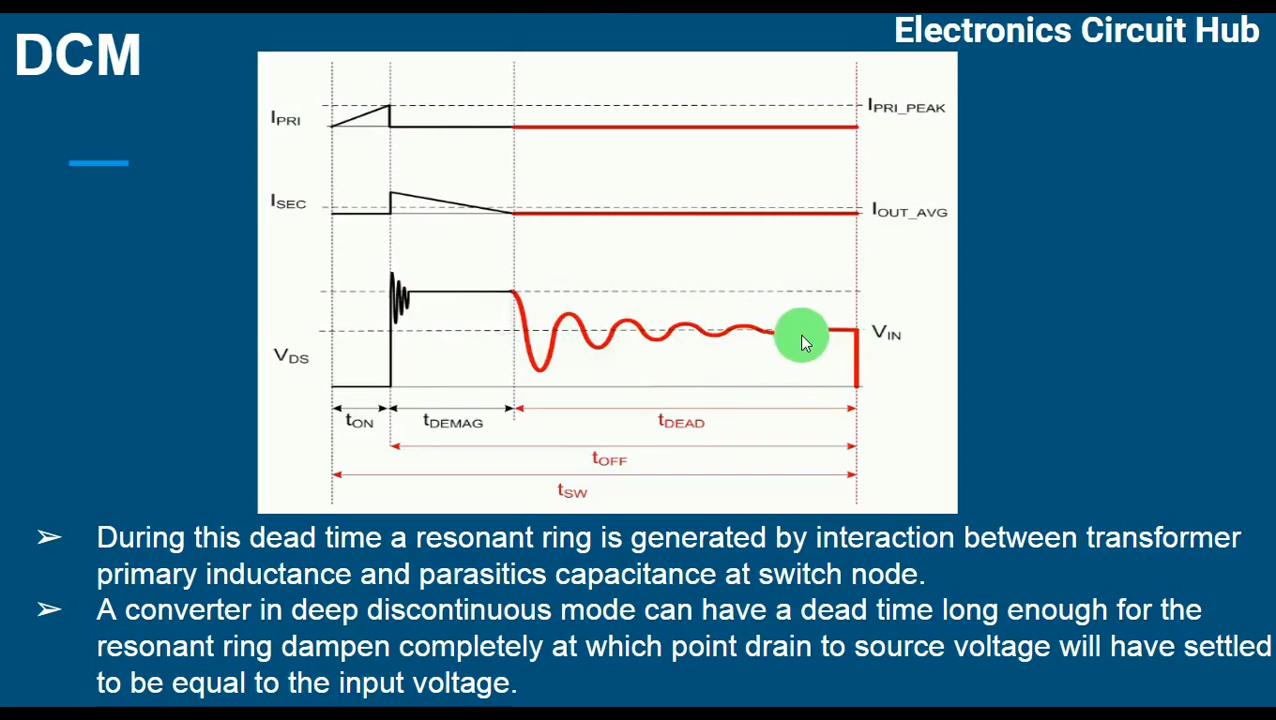 DCM
Electronics Circuit Hub
IPRI
IPRI_PEAK
ISEC
IOUT_AVG
VDS
VIN
tON
tDEMAG
tDEAD
tOFF
tSW
➢ During this dead time a resonant ring is generated by interaction between transformer
primary inductance and parasitics capacitance at switch node.
➢ A converter in deep discontinuous mode can have a dead time long enough for the
resonant ring dampen completely at which point drain to source voltage will have settled
to be equal to the input voltage.